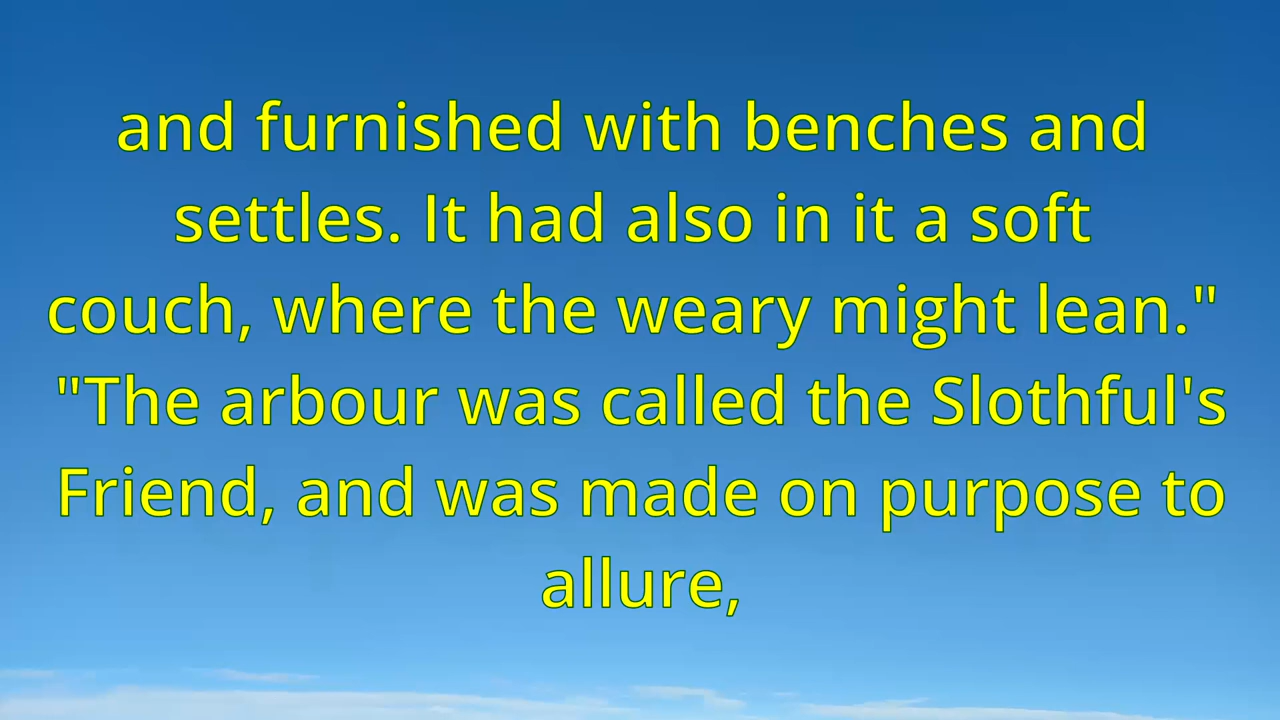 and furnished with benches and
settles. It had also in it a soft
couch, where the weary might lean."
"The arbour was called the Slothful's
Friend, and was made on purpose to
allure,